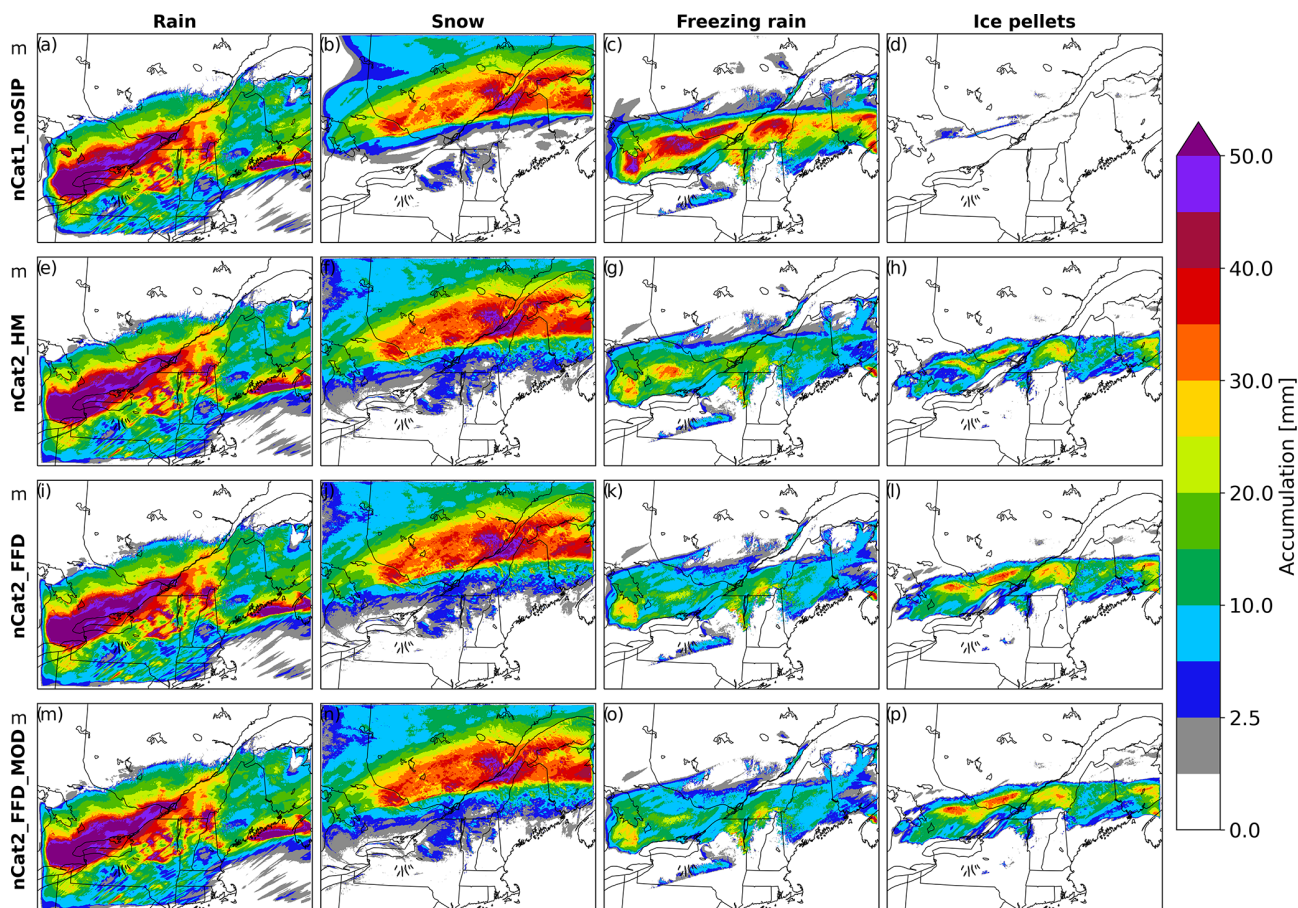 Rain Snow Freezing rain Ice pellets
m (a) (b) (c) (d)
nCat1_noSIP
m (e) (f) (g) (h)
nCat2_HM
m (i) (j) (k) (l)
nCat2_FFD
m (m) (n) (o) (p)
nCat2_FFD_MOD
50.0
40.0
30.0
20.0
10.0
2.5
0.0
Accumulation [mm]